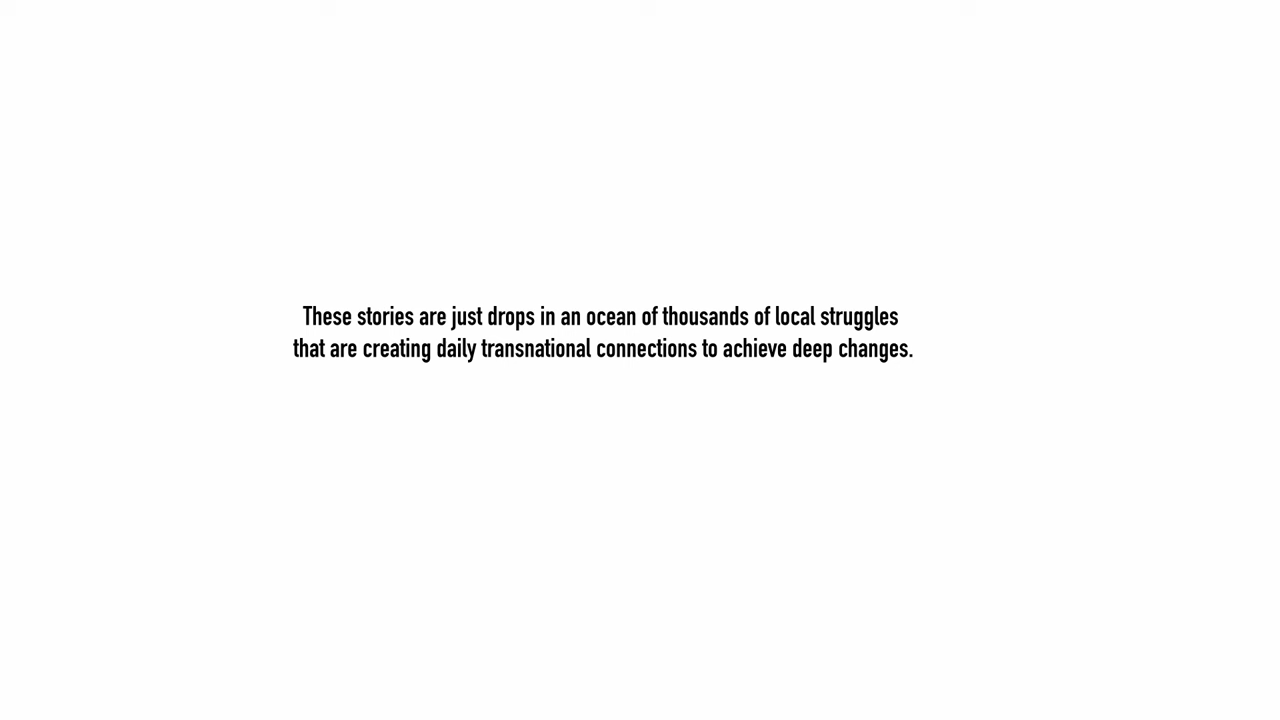 These stories are just drops in an ocean of thousands of local struggles
that are creating daily transnational connections to achieve deep changes.